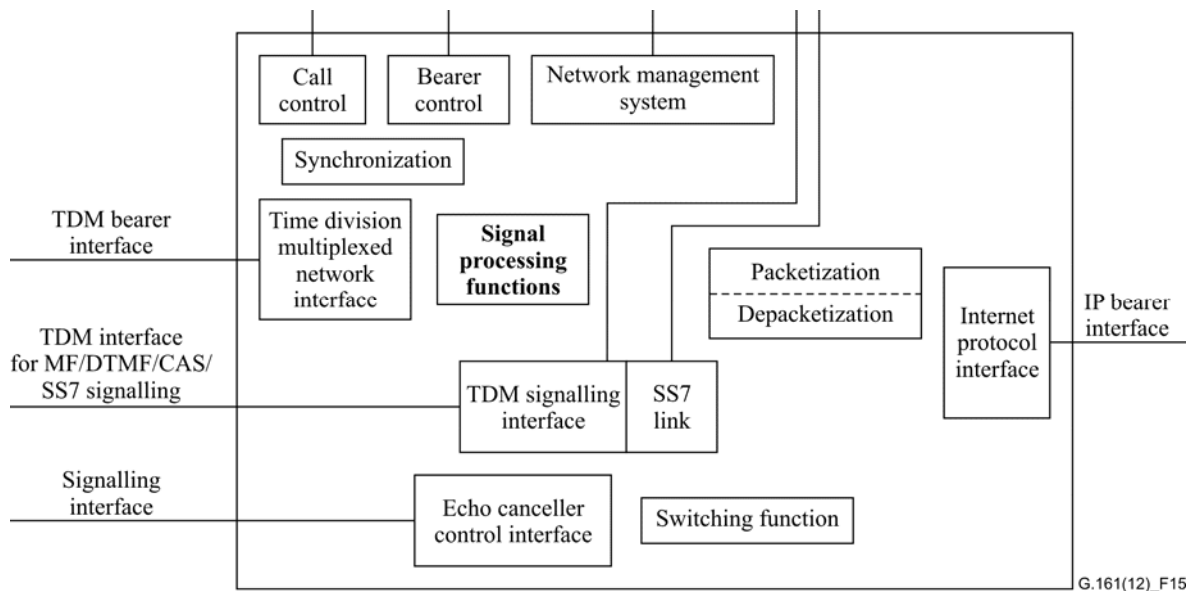 Call
control
Bearer
control
Network management
system
Synchronization
TDM bearer
interface
Time division
multiplexed
network
interface
Signal
processing
functions
Packetization
Depacketization
Internet
protocol
interface
IP bearer
interface
TDM interface
for MF/DTMF/CAS/
SS7 signalling
TDM signalling
interface
SS7
link
Signalling
interface
Echo canceller
control interface
Switching function
G.161(12)_F15